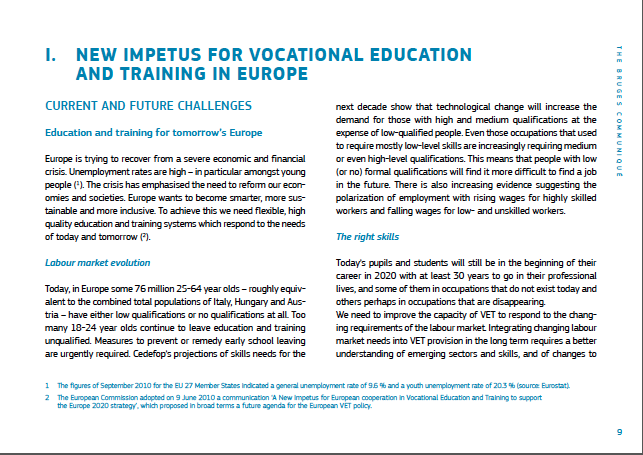 I. NEW IMPETUS FOR VOCATIONAL EDUCATION
AND TRAINING IN EUROPE
CURRENT AND FUTURE CHALLENGES
Education and training for tomorrow's Europe
Europe is trying to recover from a severe economic and financial
crisis. Unemployment rates are high – in particular amongst young
people (¹). The crisis has emphasised the need to reform our econ-
omies and societies. Europe wants to become smarter, more sus-
tainable and more inclusive. To achieve this we need flexible, high
quality education and training systems which respond to the needs
of today and tomorrow (²).
Labour market evolution
Today, in Europe some 76 million 25-64 year olds – roughly equiv-
alent to the combined total populations of Italy, Hungary and Aus-
tria – have either low qualifications or no qualifications at all. Too
many 18-24 year olds continue to leave education and training
unqualified. Measures to prevent or remedy early school leaving
are urgently required. Cedefop's projections of skills needs for the
next decade show that technological change will increase the
demand for those with high and medium qualifications at the
expense of low-qualified people. Even those occupations that used
to require mostly low-level skills are increasingly requiring medium
or even high-level qualifications. This means that people with low
(or no) formal qualifications will find it more difficult to find a job
in the future. There is also increasing evidence suggesting the
polarization of employment with rising wages for highly skilled
workers and falling wages for low- and unskilled workers.
The right skills
Today's pupils and students will still be in the beginning of their
career in 2020 with at least 30 years to go in their professional
lives, and some of them in occupations that do not exist today and
others perhaps in occupations that are disappearing.
We need to improve the capacity of VET to respond to the chang-
ing requirements of the labour market. Integrating changing labour
market needs into VET provision in the long term requires a better
understanding of emerging sectors and skills, and of changes to
1 The figures of September 2010 for the EU 27 Member States indicated a general unemployment rate of 9.6 % and a youth unemployment rate of 20.3 % (source: Eurostat).
2 The European Commission adopted on 9 June 2010 a communication 'A New Impetus for European cooperation in Vocational Education and Training to support
the Europe 2020 strategy', which proposed in broad terms a future agenda for the European VET policy.
THE BRUGES COMMUNIQUE
9